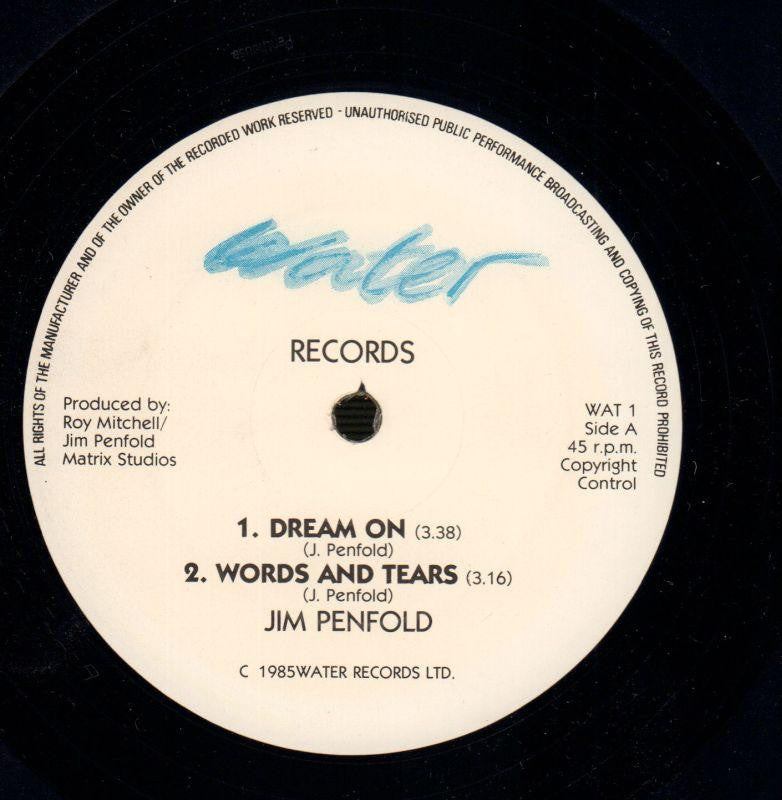 ALL RIGHTS OF THE MANUFACTURER AND OF THE OWNER OF THE RECORDED WORK RESERVED - UNAUTHORISED PUBLIC PERFORMANCE BROADCASTING AND COPYING OF THIS RECORD PROHIBITED
water
RECORDS
Produced by:
Roy Mitchell/
Jim Penfold
Matrix Studios
WAT 1
Side A
45 r.p.m.
Copyright
Control
1. DREAM ON (3.38)
(J. Penfold)
2. WORDS AND TEARS (3.16)
(J. Penfold)
JIM PENFOLD
C 1985WATER RECORDS LTD.